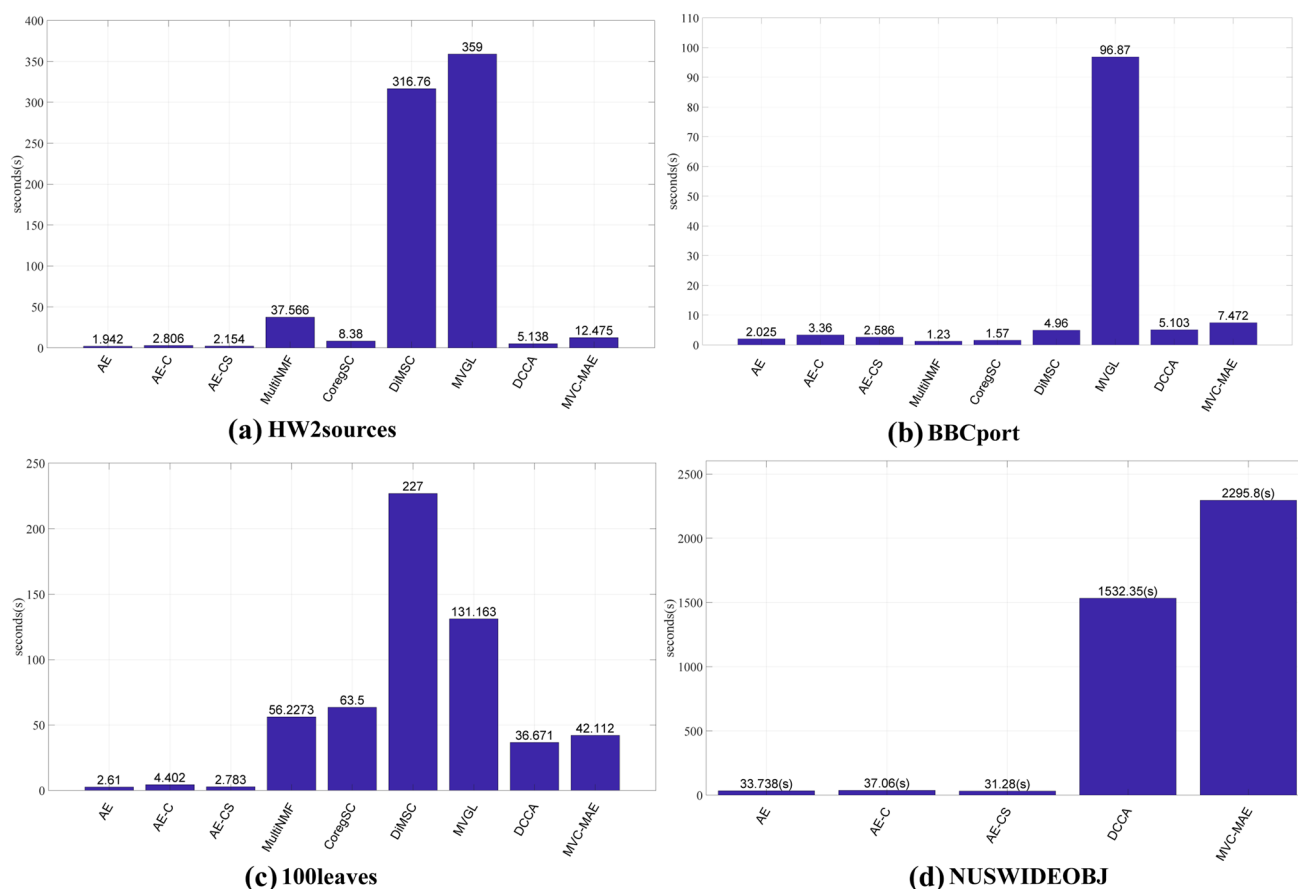 400
350
300
250
200
150
100
50
0
seconds(s)
1.942
2.806
2.154
37.566
8.38
316.76
359
5.138
12.475
AE
AE-C
AE-CS
MultiNMF
CoregSC
DiMSC
MVGL
DCCA
MVC-MAE
(a) HW2sources
110
100
90
80
70
60
50
40
30
20
10
0
seconds(s)
2.025
3.36
2.586
1.23
1.57
4.96
96.87
5.103
7.472
AE
AE-C
AE-CS
MultiNMF
CoregSC
DiMSC
MVGL
DCCA
MVC-MAE
(b) BBCport
250
200
150
100
50
0
seconds(s)
2.61
4.402
2.783
56.2273
63.5
227
131.163
36.671
42.112
AE
AE-C
AE-CS
MultiNMF
CoregSC
DiMSC
MVGL
DCCA
MVC-MAE
(c) 100leaves
2500
2000
1500
1000
500
0
seconds(s)
33.738(s)
37.06(s)
31.28(s)
1532.35(s)
2295.8(s)
AE
AE-C
AE-CS
DCCA
MVC-MAE
(d) NUSWIDEOBJ